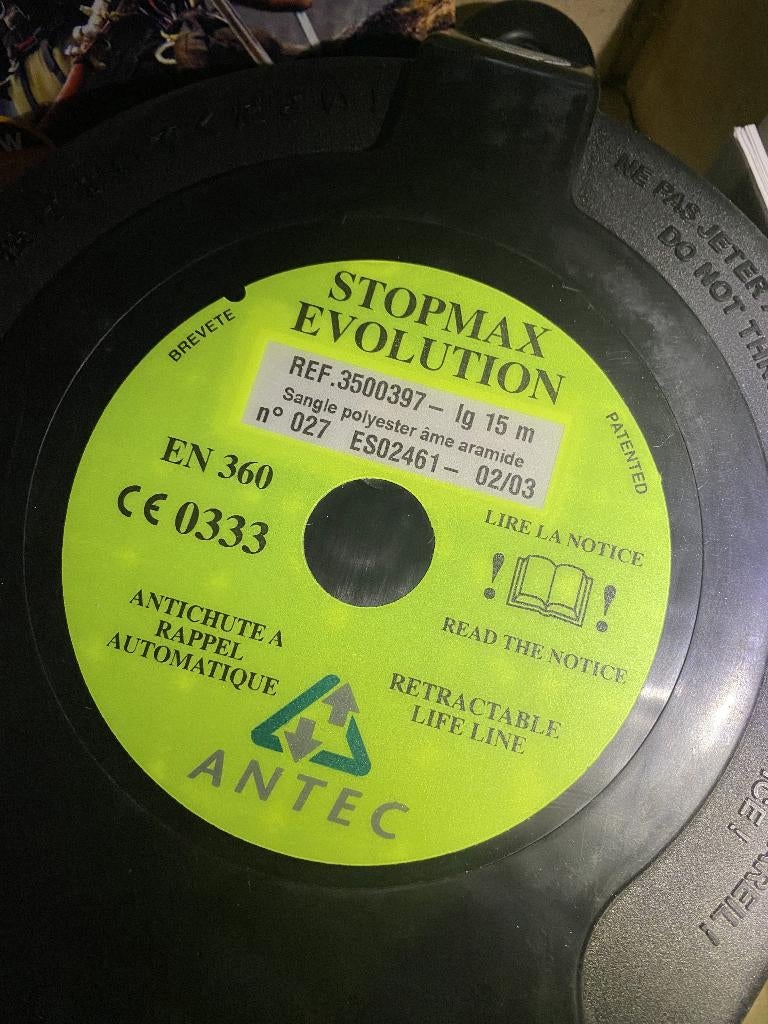 NE PAS JETER
DO NOT
STOPMAX
EVOLUTION
BREVETE
PATENTED
REF.3500397- lg 15 m
Sangle polyester âme aramide
n° 027 ES02461- 02/03
EN 360
CE 0333
LIRE LA NOTICE
! !
READ THE NOTICE
ANTICHUTE A
RAPPEL
AUTOMATIQUE
RETRACTABLE
LIFE LINE
ANTEC